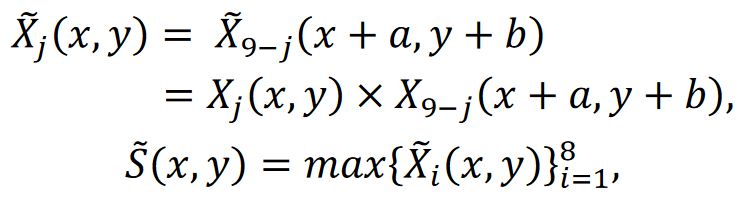 X̃ⱼ(x, y) = X̃₉₋ⱼ(x + a, y + b)
= Xⱼ(x, y) × X₉₋ⱼ(x + a, y + b),
S̃(x, y) = max{X̃ᵢ(x, y)}⁸ᵢ₌₁,